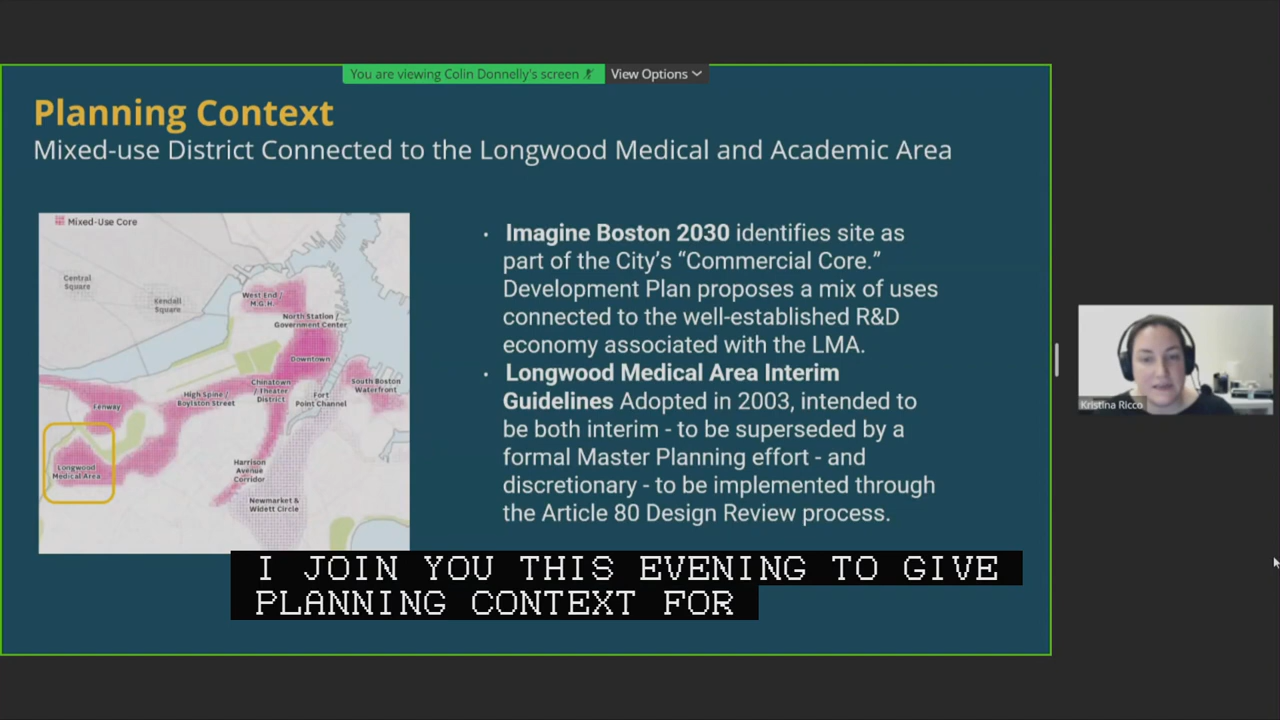 You are viewing Colin Donnelly's screen
View Options
Planning Context
Mixed-use District Connected to the Longwood Medical and Academic Area
Mixed-Use Core
Central
Square
Kendall
Square
West End /
M.G.H.
North Station /
Government Center
Downtown
Chinatown
/ Theater
District
South Boston
Waterfront
High Spine /
Boylston Street
Fort
Point Channel
Fenway
Longwood
Medical Area
Harrison
Avenue
Corridor
Newmarket &
Widett Circle
· Imagine Boston 2030 identifies site as
part of the City’s “Commercial Core.”
Development Plan proposes a mix of uses
connected to the well-established R&D
economy associated with the LMA.
· Longwood Medical Area Interim
Guidelines Adopted in 2003, intended to
be both interim - to be superseded by a
formal Master Planning effort - and
discretionary - to be implemented through
the Article 80 Design Review process.
Kristina Ricco
I JOIN YOU THIS EVENING TO GIVE
PLANNING CONTEXT FOR